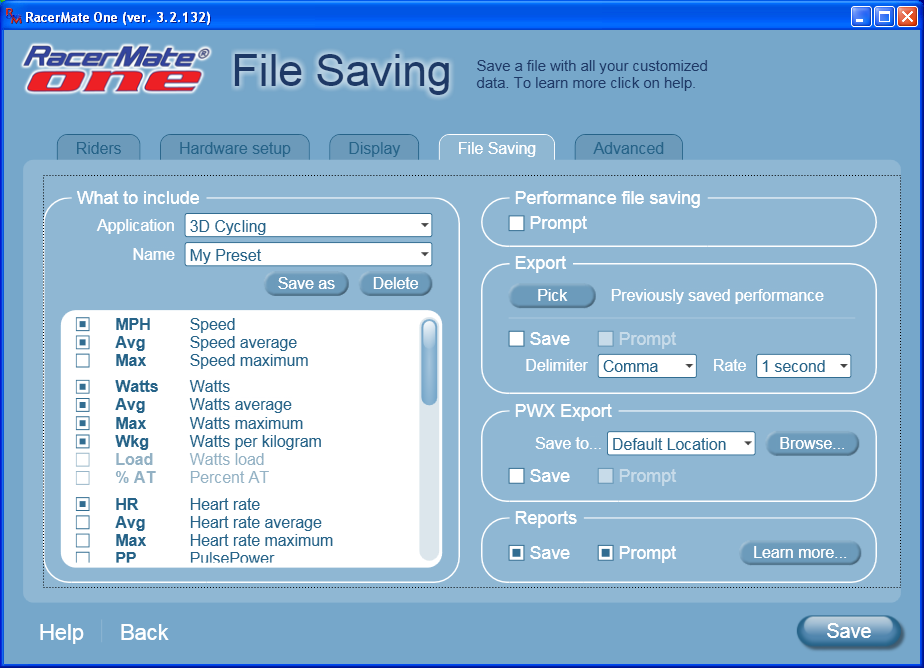 RacerMate One (ver. 3.2.132)
RacerMate®
one
File Saving
Save a file with all your customized
data. To learn more click on help.
Riders
Hardware setup
Display
File Saving
Advanced
What to include
Application 3D Cycling
Name My Preset
Save as Delete
MPH Speed
Avg Speed average
Max Speed maximum
Watts Watts
Avg Watts average
Max Watts maximum
Wkg Watts per kilogram
Load Watts load
% AT Percent AT
HR Heart rate
Avg Heart rate average
Max Heart rate maximum
PP PulsePower
Performance file saving
Prompt
Export
Pick Previously saved performance
Save Prompt
Delimiter Comma Rate 1 second
PWX Export
Save to... Default Location Browse...
Save Prompt
Reports
Save Prompt Learn more...
Help Back
Save